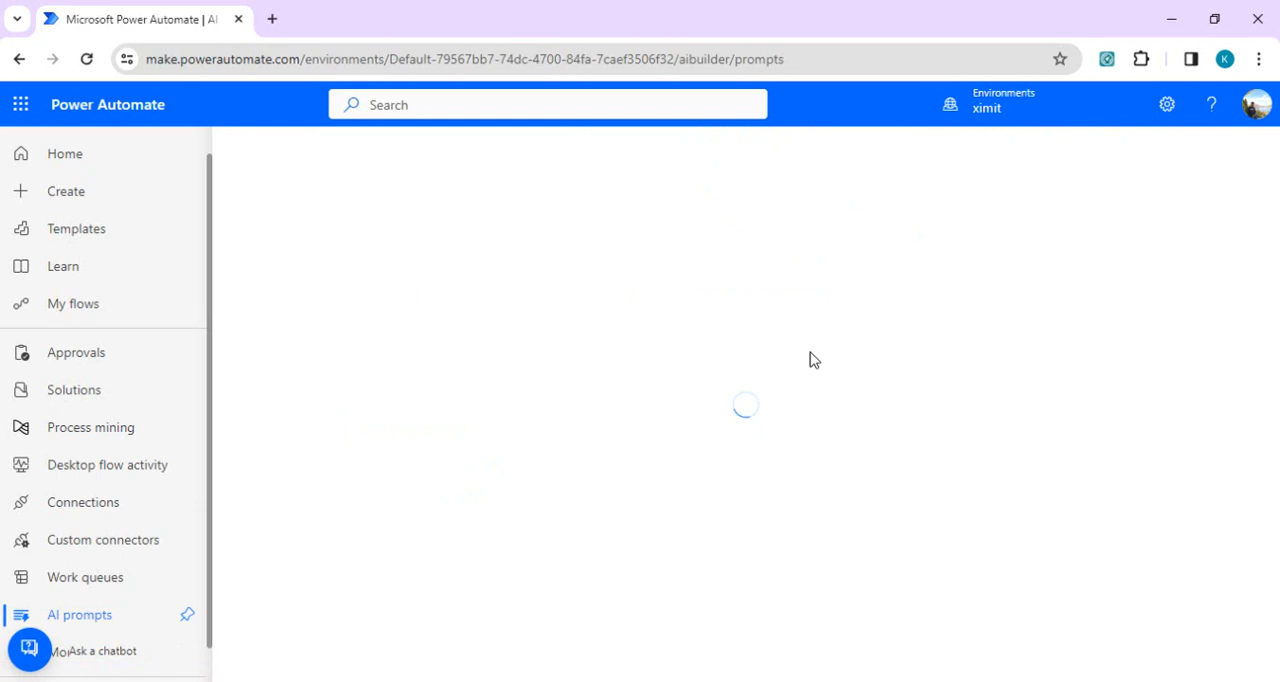 Microsoft Power Automate | AI
make.powerautomate.com/environments/Default-79567bb7-74dc-4700-84fa-7caef3506f32/aibuilder/prompts
K
Power Automate
Search
Environments
ximit
?
Home
Create
Templates
Learn
My flows
Approvals
Solutions
Process mining
Desktop flow activity
Connections
Custom connectors
Work queues
AI prompts
Ask a chatbot